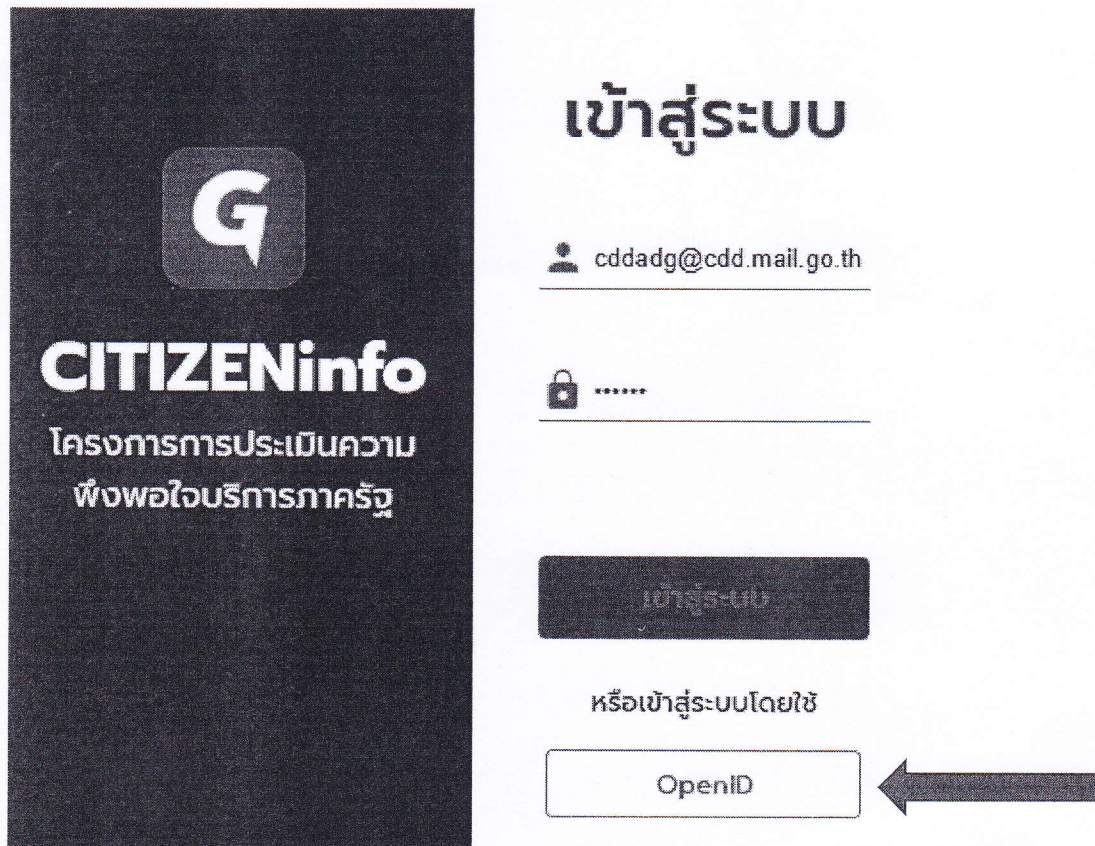 G
CITIZENinfo
โครงการการประเมินความ
พึงพอใจบริการภาครัฐ
เข้าสู่ระบบ
cddadg@cdd.mail.go.th
••••••
เข้าสู่ระบบ
หรือเข้าสู่ระบบโดยใช้
OpenID